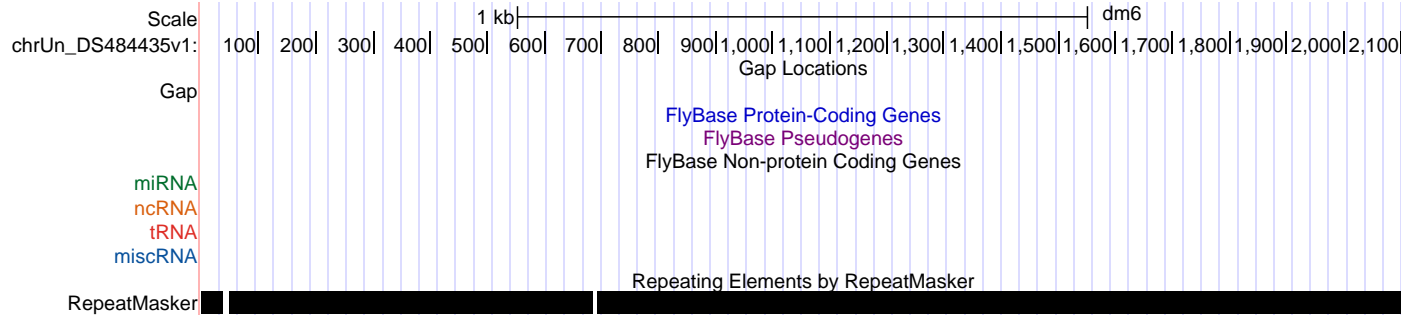 Scale 1 kb dm6
chrUn_DS484435v1: 100 200 300 400 500 600 700 800 900 1,000 1,100 1,200 1,300 1,400 1,500 1,600 1,700 1,800 1,900 2,000 2,100
Gap Locations
Gap
FlyBase Protein-Coding Genes
FlyBase Pseudogenes
FlyBase Non-protein Coding Genes
miRNA
ncRNA
tRNA
miscRNA
Repeating Elements by RepeatMasker
RepeatMasker